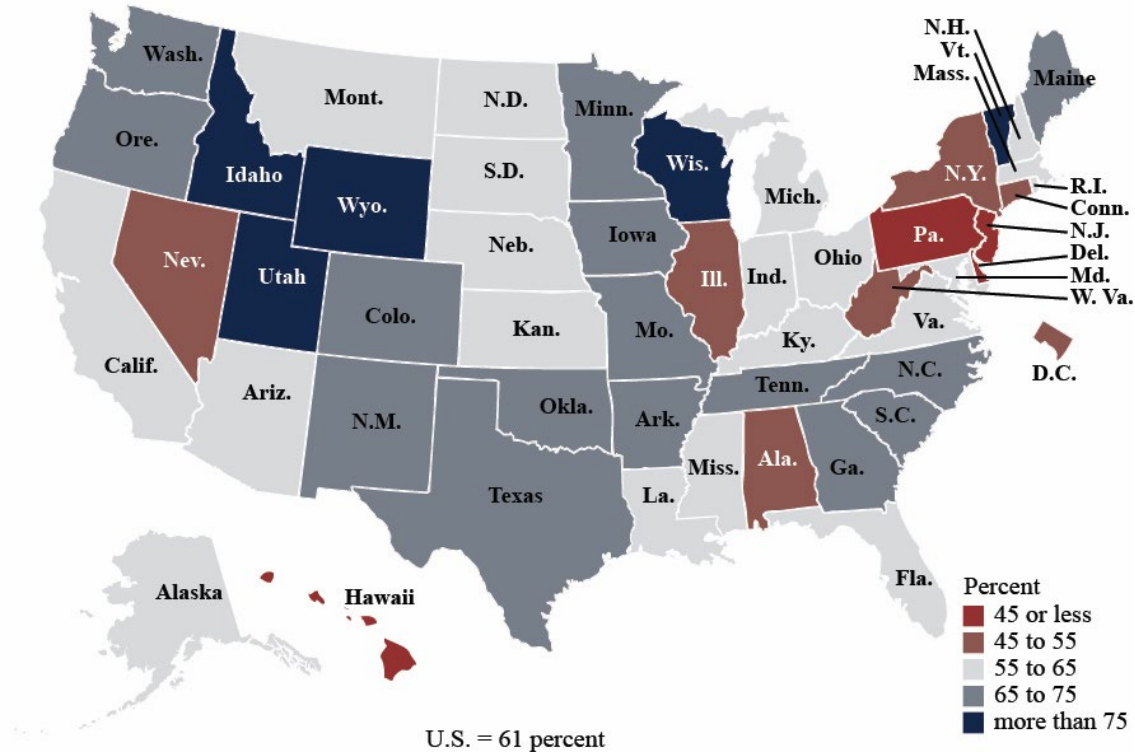 N.H.
Vt.
Mass.
Wash.
Maine
Mont.
N.D.
Minn.
Ore.
Idaho
S.D.
Wis.
N.Y.
Wyo.
Mich.
R.I.
Conn.
N.J.
Pa.
Iowa
Del.
Neb.
Nev.
Ohio
Utah
Ill.
Ind.
Md.
W. Va.
Colo.
Kan.
Mo.
Va.
Ky.
Calif.
D.C.
N.C.
Tenn.
Ariz.
Okla.
N.M.
Ark.
S.C.
Miss.
Ala.
Ga.
Texas
La.
Fla.
Alaska
Hawaii
Percent
45 or less
45 to 55
55 to 65
65 to 75
more than 75
U.S. = 61 percent